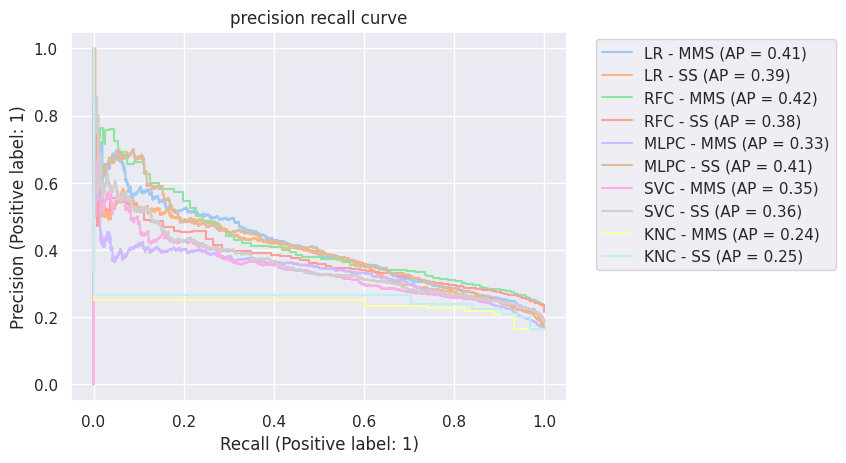 precision recall curve
1.0
0.8
0.6
0.4
0.2
0.0
Precision (Positive label: 1)
0.0 0.2 0.4 0.6 0.8 1.0
Recall (Positive label: 1)
LR - MMS (AP = 0.41)
LR - SS (AP = 0.39)
RFC - MMS (AP = 0.42)
RFC - SS (AP = 0.38)
MLPC - MMS (AP = 0.33)
MLPC - SS (AP = 0.41)
SVC - MMS (AP = 0.35)
SVC - SS (AP = 0.36)
KNC - MMS (AP = 0.24)
KNC - SS (AP = 0.25)